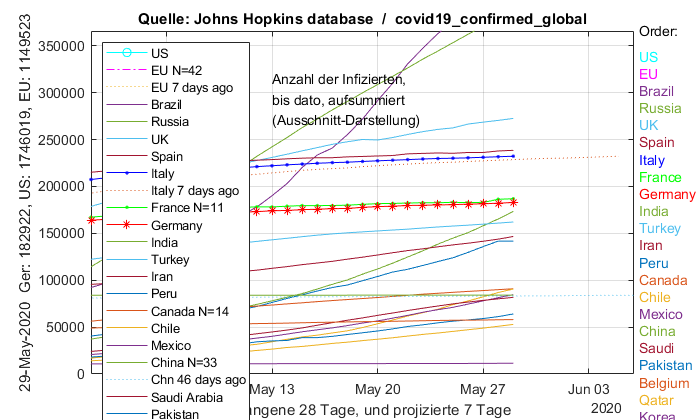 Quelle: Johns Hopkins database / covid19_confirmed_global
29-May-2020 Ger: 182922, US: 1746019, EU: 1149523
350000
300000
250000
200000
150000
100000
50000
0
US
EU N=42
EU 7 days ago
Brazil
Russia
UK
Spain
Italy
Italy 7 days ago
France N=11
Germany
India
Turkey
Iran
Peru
Canada N=14
Chile
Mexico
China N=33
Chn 46 days ago
Saudi Arabia
Pakistan
Anzahl der Infizierten,
bis dato, aufsummiert
(Ausschnitt-Darstellung)
May 13
May 20
May 27
Jun 03
2020
28 Tage, und projizierte 7 Tage
Order:
US
EU
Brazil
Russia
UK
Spain
Italy
France
Germany
India
Turkey
Iran
Peru
Canada
Chile
Mexico
China
Saudi
Pakistan
Belgium
Qatar
Korea